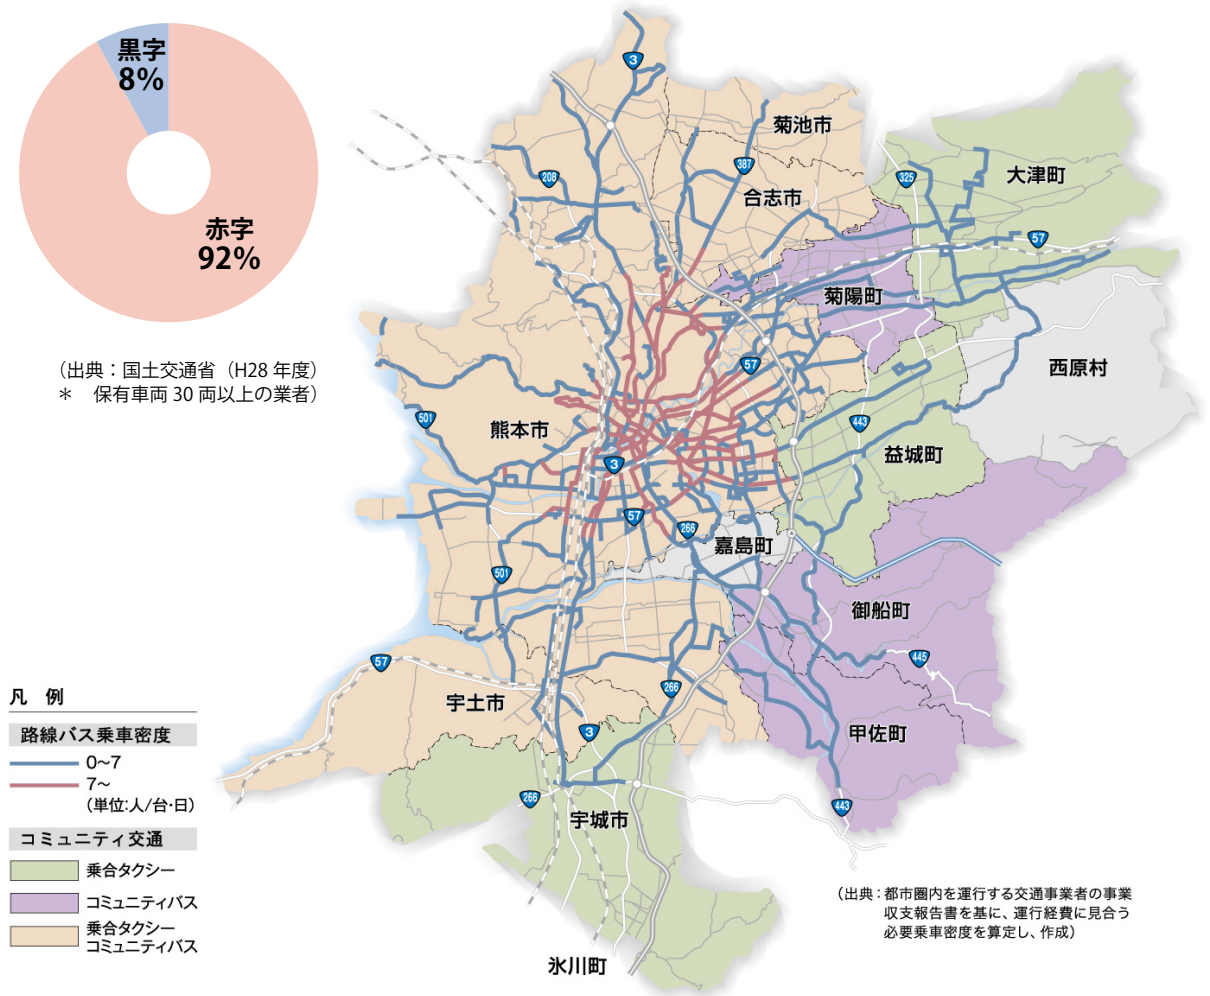 黒字
8%
赤字
92%
（出典：国土交通省（H28 年度）
＊　保有車両 30 両以上の業者）
3
菊池市
208
387
合志市
325
大津町
57
菊陽町
西原村
57
501
熊本市
443
益城町
3
57
266
嘉島町
501
御船町
445
57
266
宇土市
3
甲佐町
266
443
宇城市
氷川町
凡　例
路線バス乗車密度
0〜7
7〜
（単位：人/台・日）
コミュニティ交通
乗合タクシー
コミュニティバス
乗合タクシー
コミュニティバス
（出典：都市圏内を運行する交通事業者の事業
収支報告書を基に、運行経費に見合う
必要乗車密度を算定し、作成）